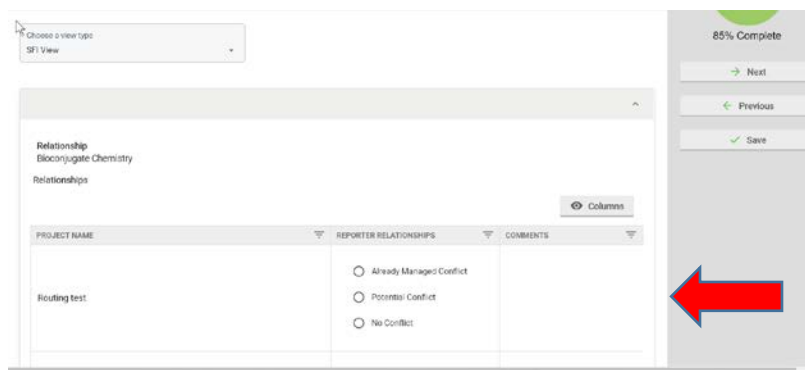 Choose a view type
SFI View
85% Complete
Next
Previous
Save
Relationship
Bioconjugate Chemistry
Relationships
Columns
PROJECT NAME
REPORTER RELATIONSHIPS
COMMENTS
Routing test
Already Managed Conflict
Potential Conflict
No Conflict